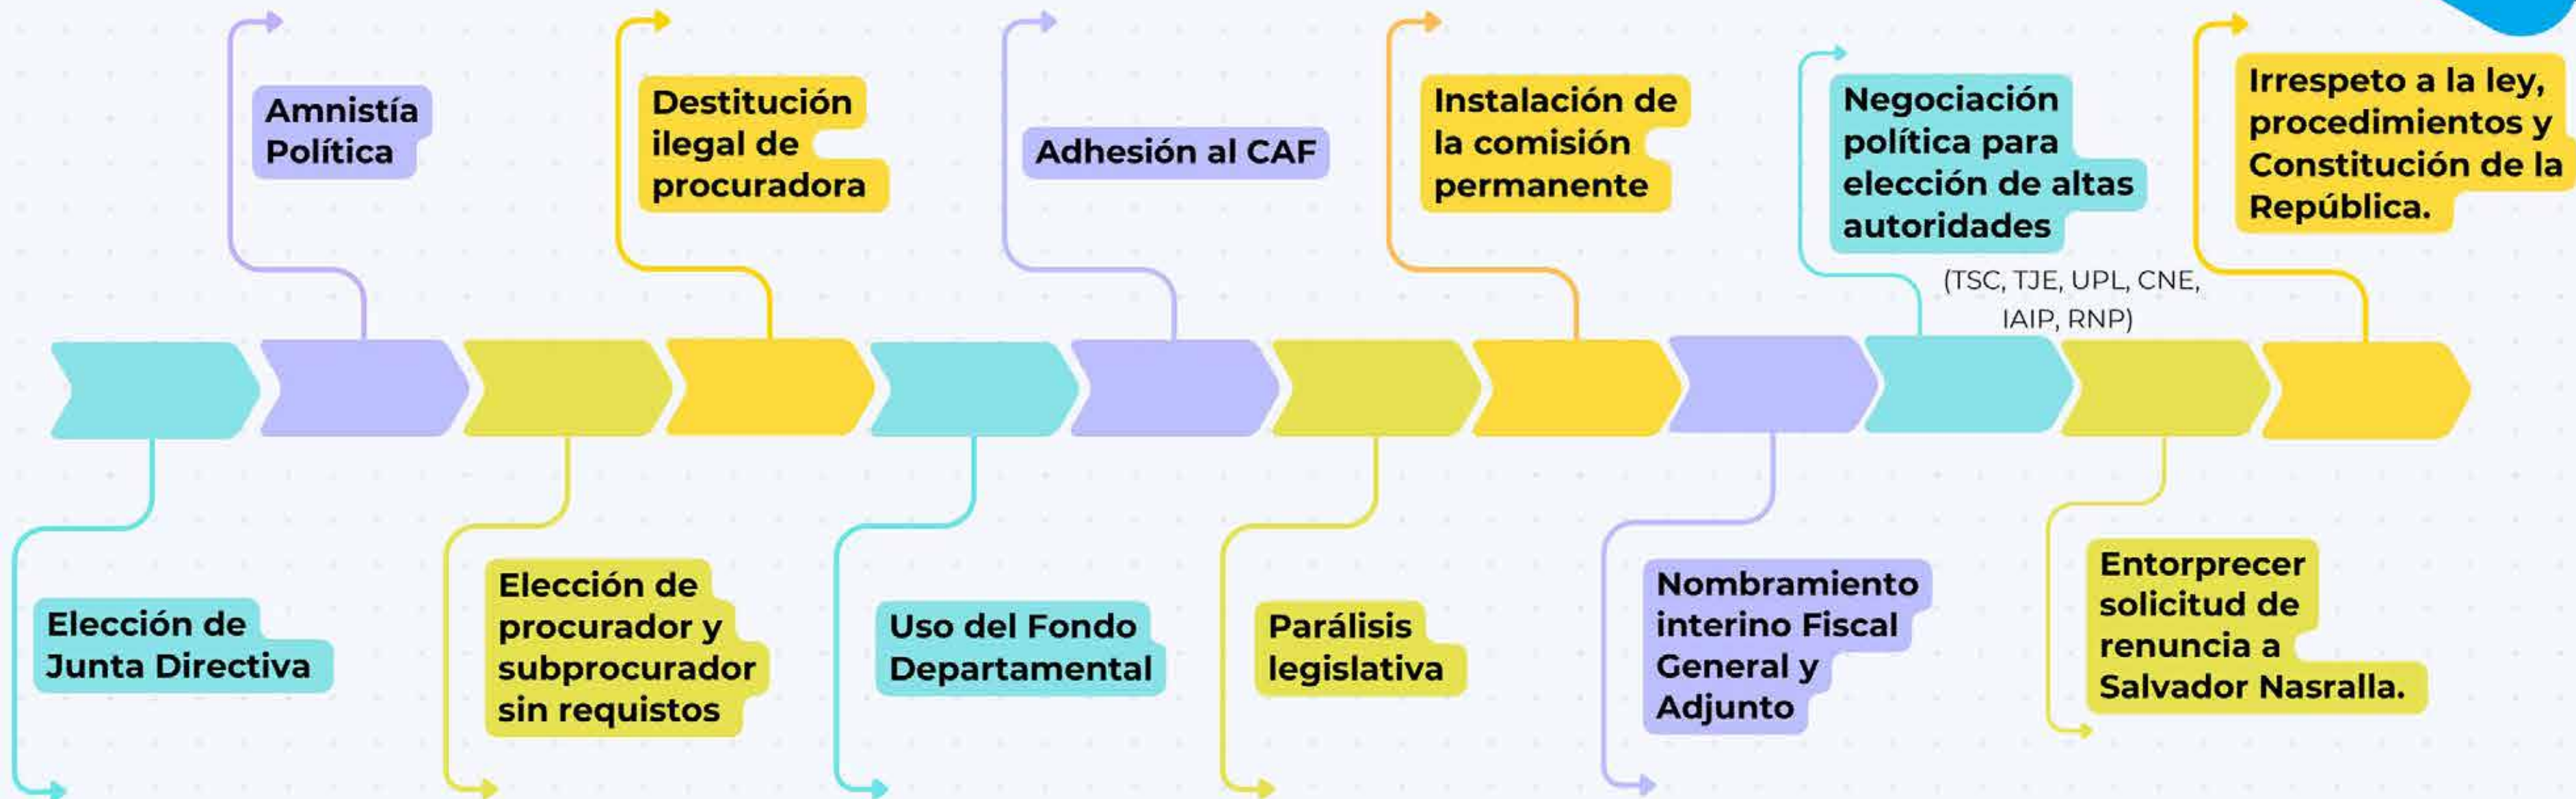 Amnistía
Política
Destitución
ilegal de
procuradora
Adhesión al CAF
Instalación de
la comisión
permanente
Negociación
política para
elección de altas
autoridades
(TSC, TJE, UPL, CNE,
IAIP, RNP)
Irrespeto a la ley,
procedimientos y
Constitución de la
República.
Elección de
Junta Directiva
Elección de
procurador y
subprocurador
sin requistos
Uso del Fondo
Departamental
Parálisis
legislativa
Nombramiento
interino Fiscal
General y
Adjunto
Entorprecer
solicitud de
renuncia a
Salvador Nasralla.